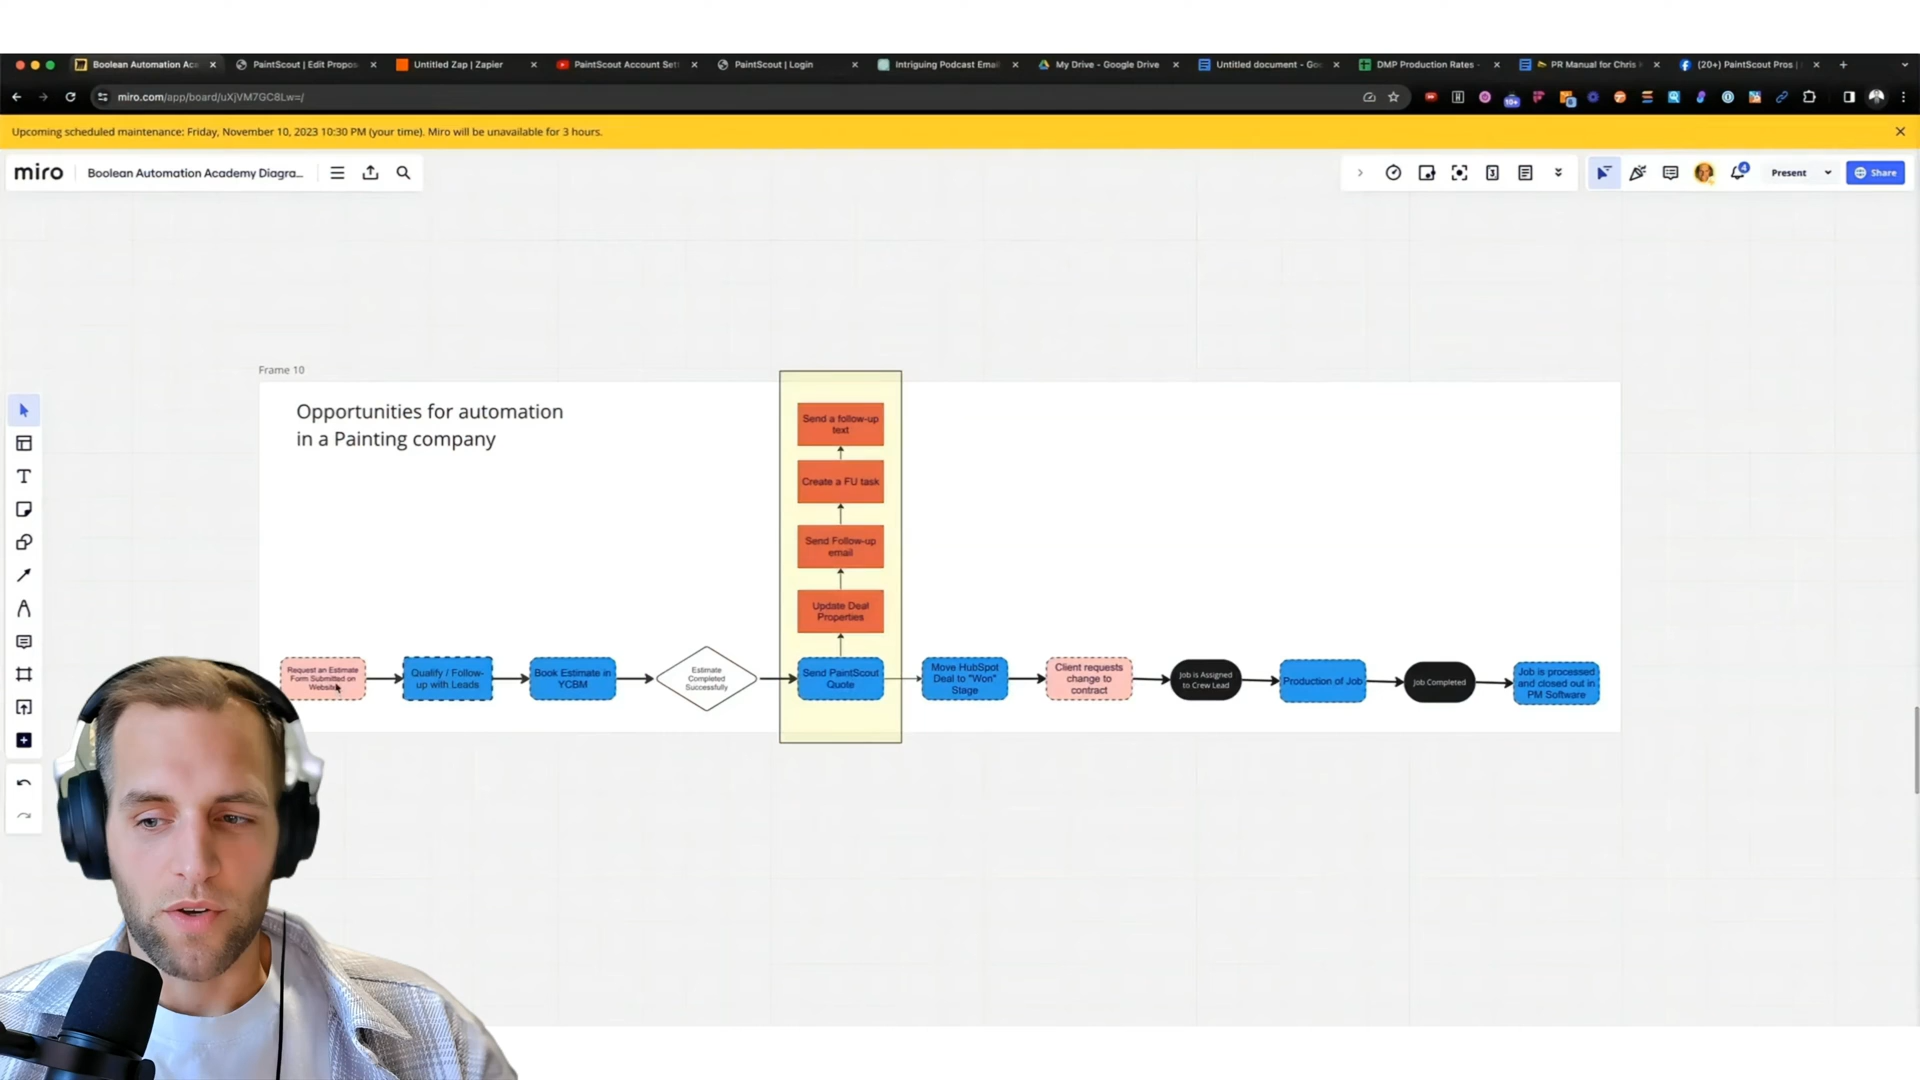 Boolean Automation Aca
PaintScout | Edit Propos
Untitled Zap | Zapier
PaintScout Account Sett
PaintScout | Login
Intriguing Podcast Email
My Drive - Google Drive
Untitled document - Goo
DMP Production Rates -
PR Manual for Chris
(20+) PaintScout Pros |
miro.com/app/board/uXjVM7GC8Lw=/
10+
Upcoming scheduled maintenance: Friday, November 10, 2023 10:30 PM (your time). Miro will be unavailable for 3 hours.
miro
Boolean Automation Academy Diagra...
3
4
Present
Share
Frame 10
Opportunities for automation
in a Painting company
Send a follow-up
text
Create a FU task
Send Follow-up
email
Update Deal
Properties
Request an Estimate
Form Submitted on
Website
Qualify / Follow-
up with Leads
Book Estimate in
YCBM
Estimate
Completed
Successfully
Send PaintScout
Quote
Move HubSpot
Deal to "Won"
Stage
Client requests
change to
contract
Job is Assigned
to Crew Lead
Production of Job
Job Completed
Job is processed
and closed out in
PM Software